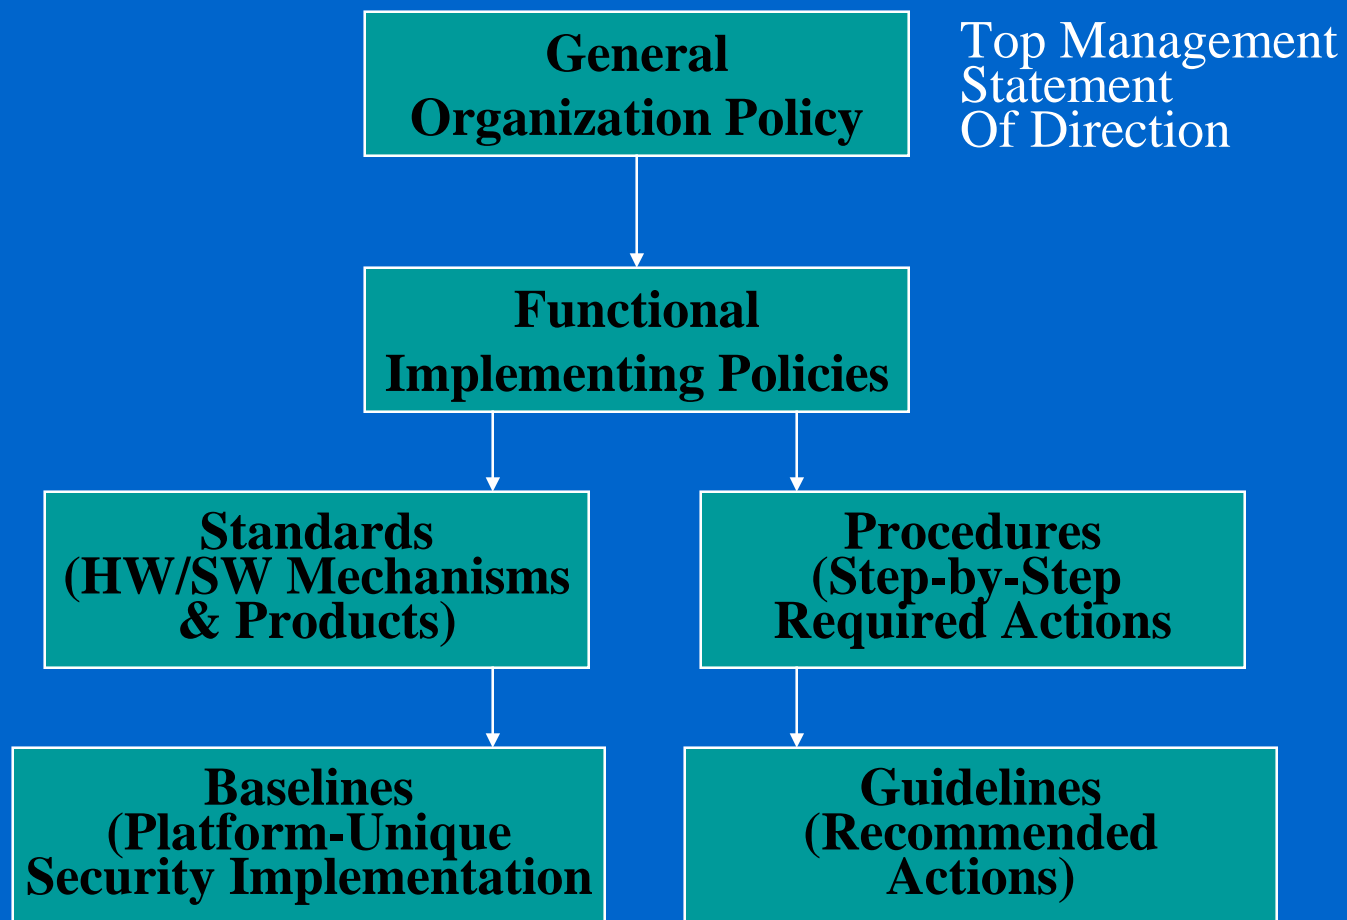 General
Organization Policy
Top Management
Statement
Of Direction
Functional
Implementing Policies
Standards
(HW/SW Mechanisms
& Products)
Procedures
(Step-by-Step
Required Actions
Baselines
(Platform-Unique
Security Implementation
Guidelines
(Recommended
Actions)